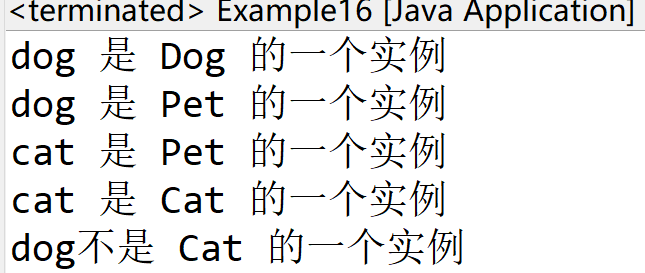 <terminated> Example16 [Java Application]
dog 是 Dog 的一个实例
dog 是 Pet 的一个实例
cat 是 Pet 的一个实例
cat 是 Cat 的一个实例
dog不是 Cat 的一个实例